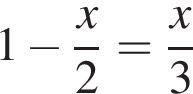 1 − x/2 = x/3